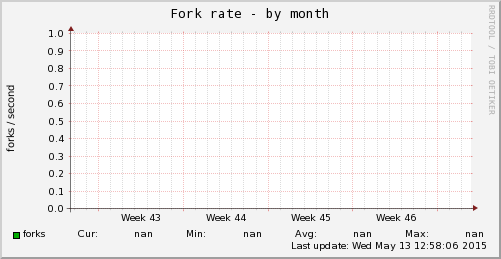 Fork rate - by month
RRDTOOL / TOBI OETIKER
forks / second
1.0
0.9
0.8
0.7
0.6
0.5
0.4
0.3
0.2
0.1
0.0
Week 43 Week 44 Week 45 Week 46
forks Cur: nan Min: nan Avg: nan Max: nan
Last update: Wed May 13 12:58:06 2015